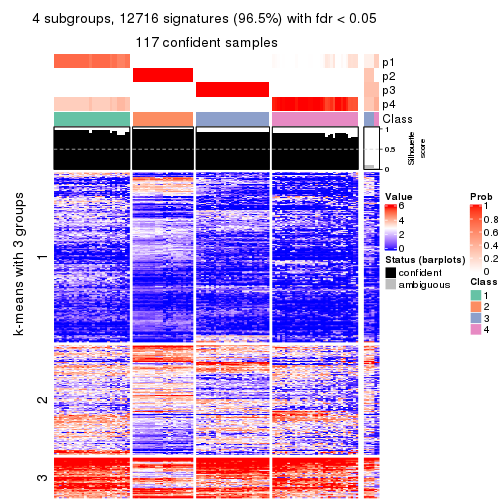 4 subgroups, 12716 signatures (96.5%) with fdr < 0.05
117 confident samples
p1
p2
p3
p4
Class
1
0.5
0
Silhouette
score
k-means with 3 groups
1
2
3
Value
6
4
2
0
Status (barplots)
confident
ambiguous
Prob
1
0.8
0.6
0.4
0.2
0
Class
1
2
3
4